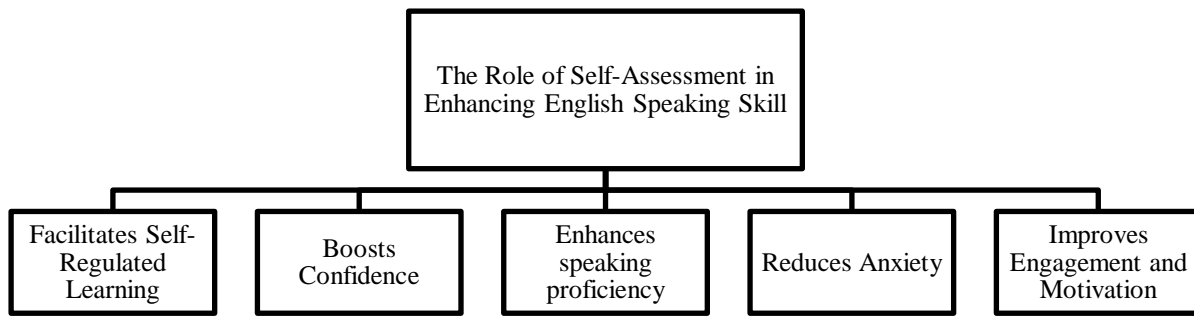 The Role of Self-Assessment in
Enhancing English Speaking Skill
Facilitates Self-
Regulated
Learning
Boosts
Confidence
Enhances
speaking
proficiency
Reduces Anxiety
Improves
Engagement and
Motivation